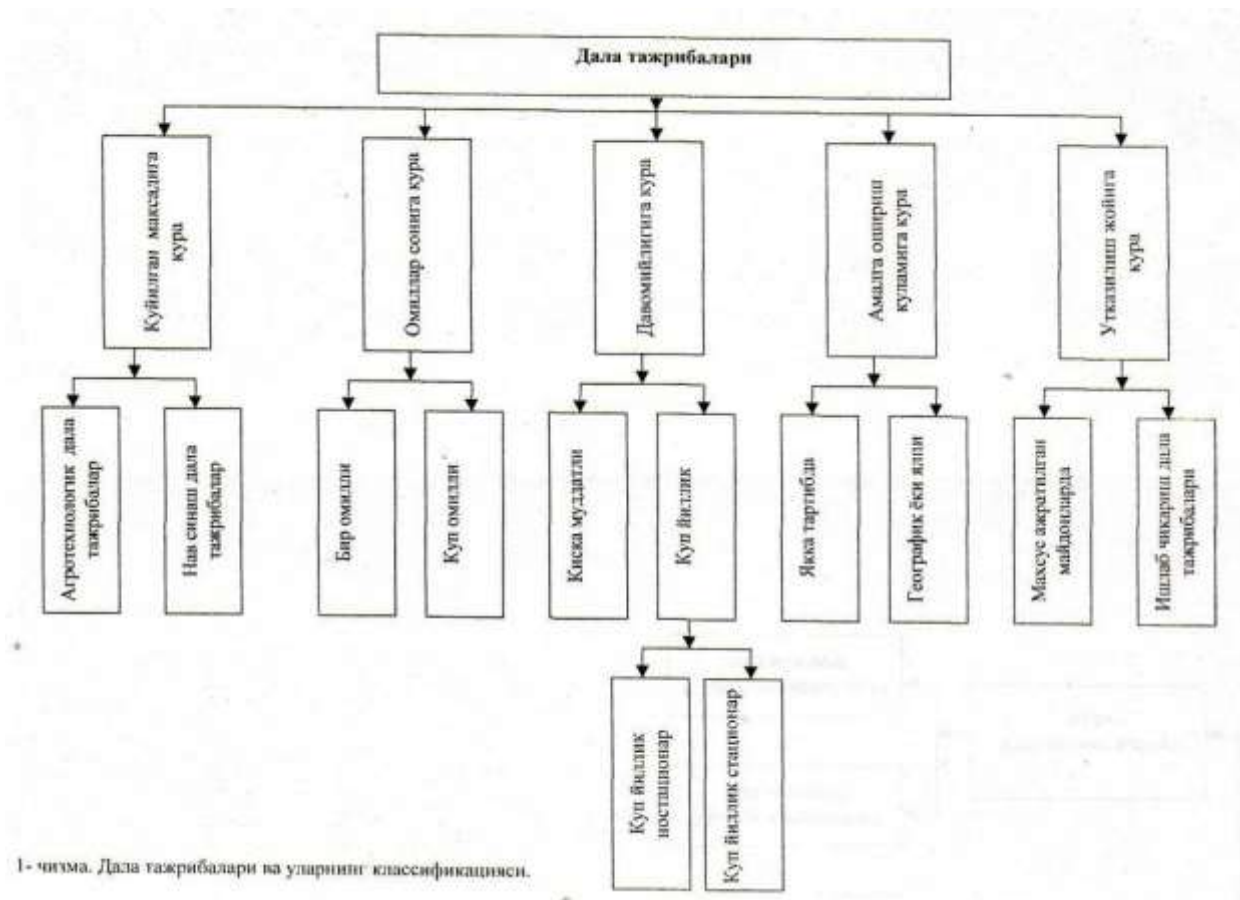 Дала тажрибалари
Куйилган максадига
кура
Омиллар сонига кура
Давомийлигига кура
Амалга ошириш
куламига кура
Утказилиш жойига
кура
Агротехнологик дала
тажрибалар
Нав синаш дала
тажрибалар
Бир омилли
Куп омилли
Киска муддатли
Куп йиллик
Якка тартибда
Географик ёки ялпи
Махсус ажратилган
майдонларда
Ишлаб чикариш дала
тажрибалари
Куп йиллик
ностационар
Куп йиллик стационар
1- чизма. Дала тажрибалари ва уларнинг классификацияси.